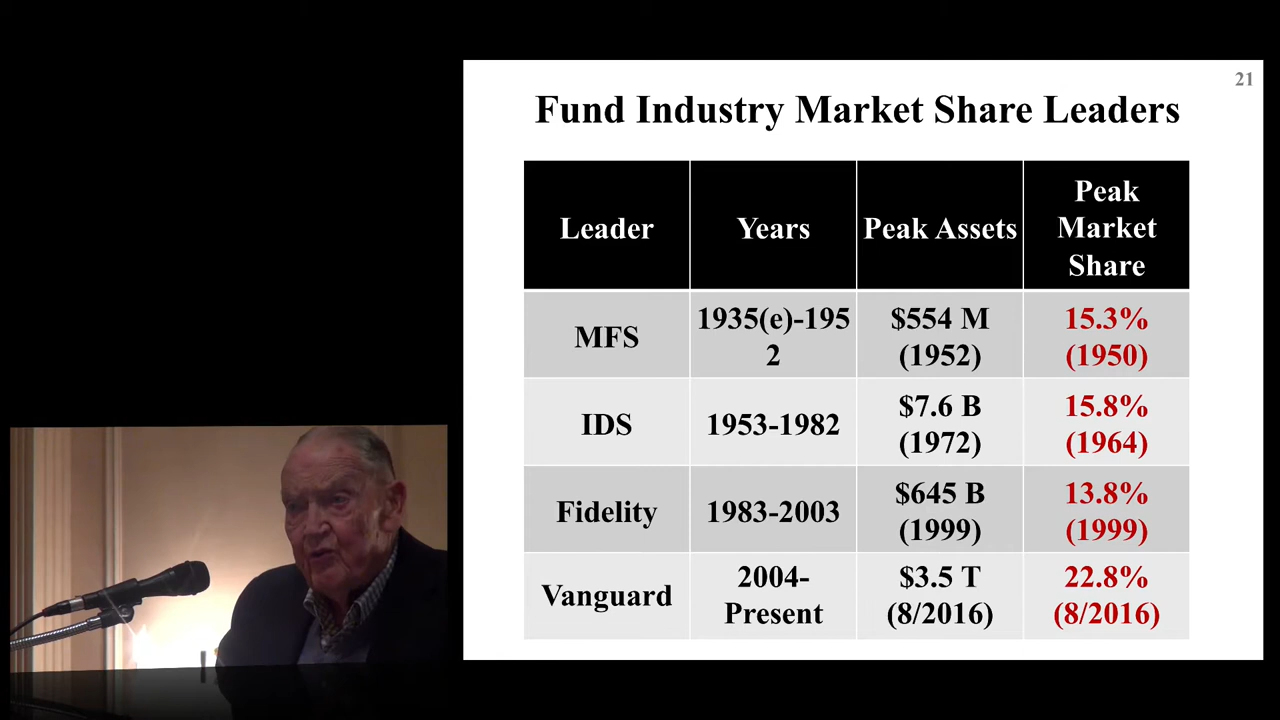 21
Fund Industry Market Share Leaders
Leader
Years
Peak Assets
Peak
Market
Share
MFS
1935(e)-195
2
$554 M
(1952)
15.3%
(1950)
IDS
1953-1982
$7.6 B
(1972)
15.8%
(1964)
Fidelity
1983-2003
$645 B
(1999)
13.8%
(1999)
Vanguard
2004-
Present
$3.5 T
(8/2016)
22.8%
(8/2016)